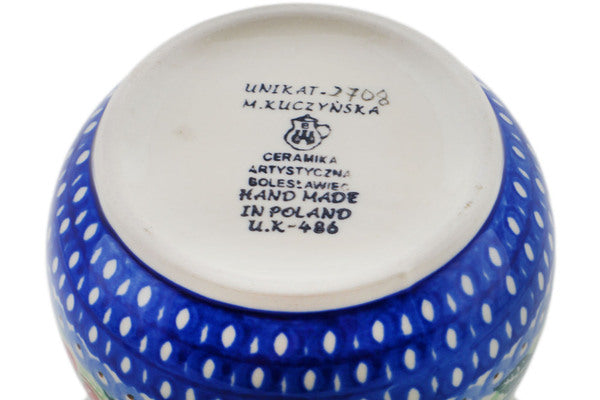 UNIKAT-2708
M.KUCZYŃSKA
CERAMIKA
ARTYSTYCZNA
BOLESŁAWIEC
HAND MADE
IN POLAND
U.K-486